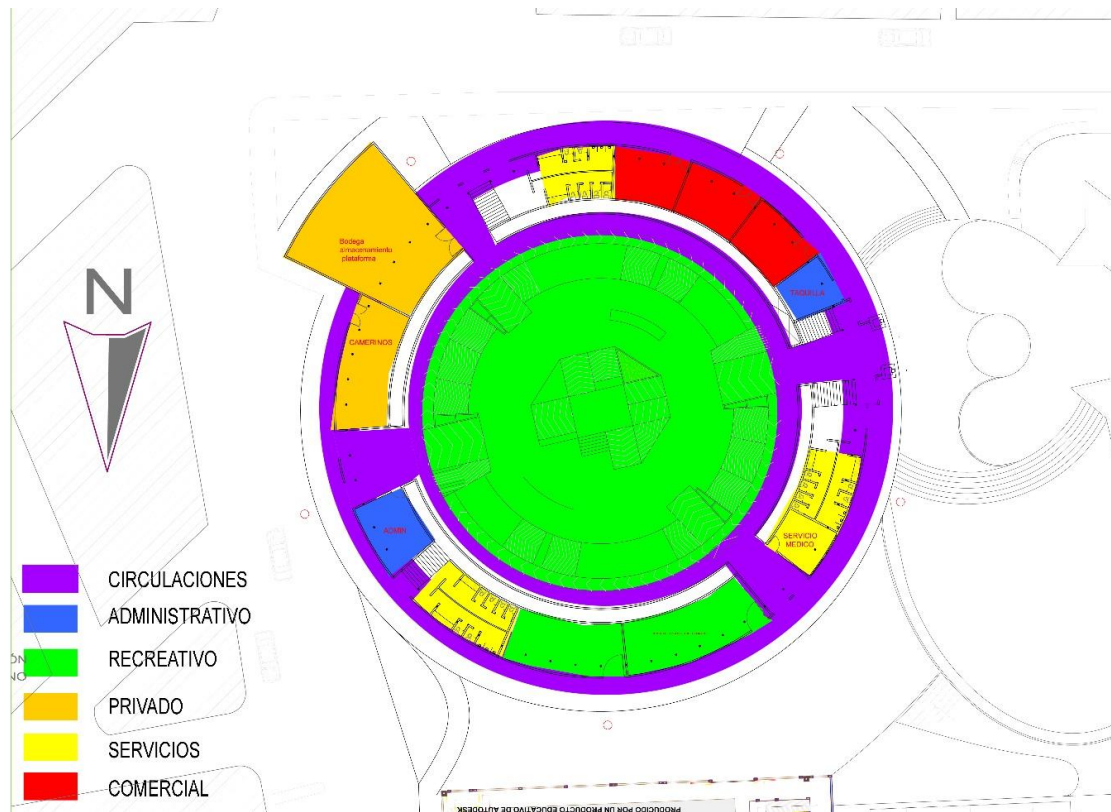 Bodega
almacenamiento
plataforma
CAMERINOS
TAQUILLA
N
SERVICIO
MEDICO
ADMIN
CIRCULACIONES
ADMINISTRATIVO
RECREATIVO
PRIVADO
SERVICIOS
COMERCIAL
PRODUCIDO POR UN PRODUCTO EDUCATIVO DE AUTODESK